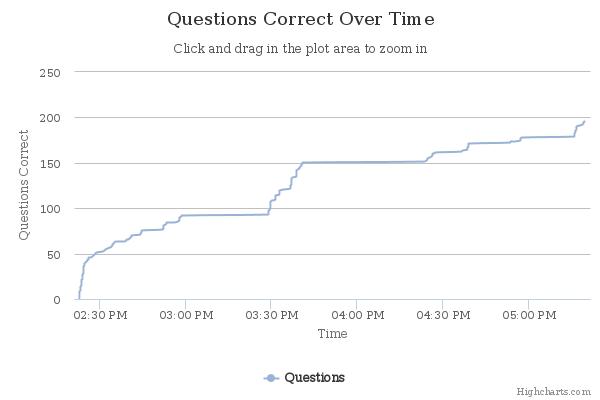 Questions Correct Over Time
Click and drag in the plot area to zoom in
Questions Correct
250
200
150
100
50
0
02:30 PM 03:00 PM 03:30 PM 04:00 PM 04:30 PM 05:00 PM
Time
Questions
Highcharts.com